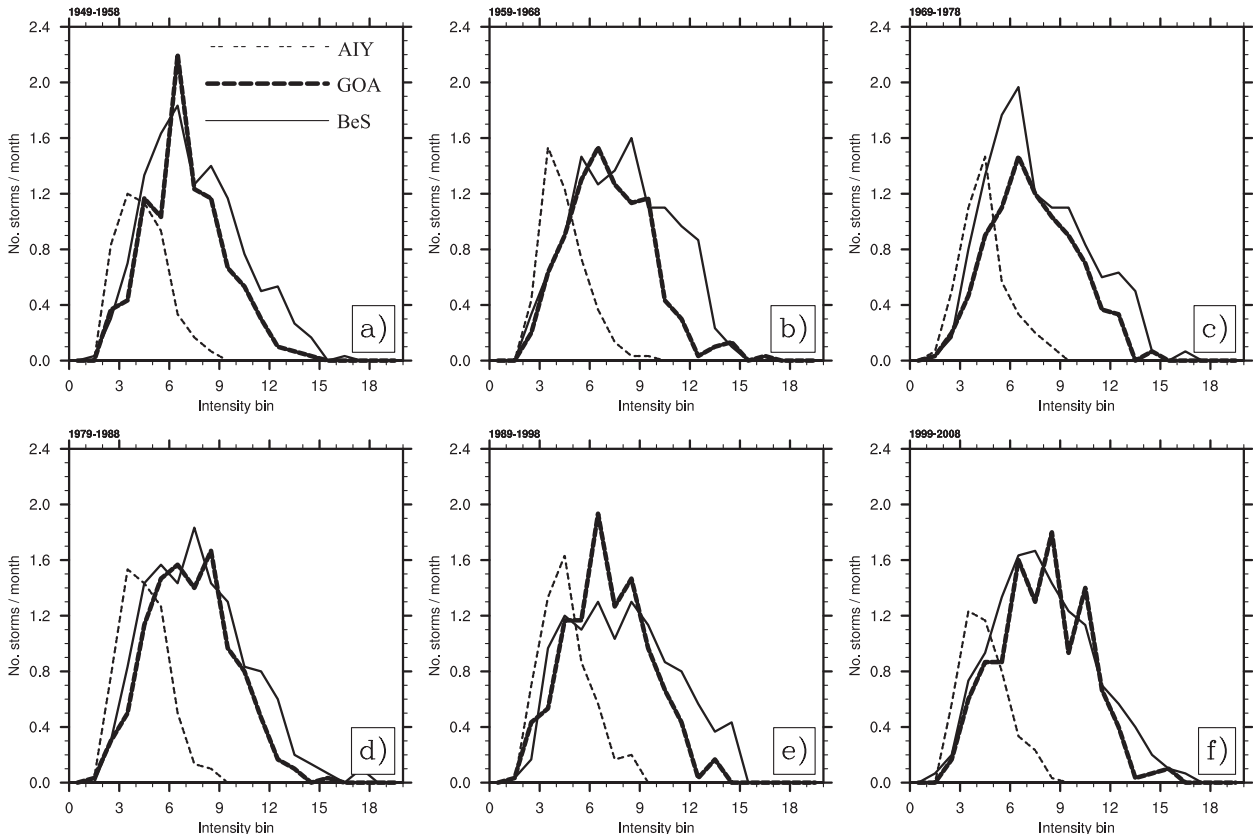 1949-1958
2.4
2.0
1.6
1.2
0.8
0.4
0.0
No. storms / month
AIY
GOA
BeS
a)
0 3 6 9 12 15 18
Intensity bin
1959-1968
2.4
2.0
1.6
1.2
0.8
0.4
0.0
No. storms / month
b)
0 3 6 9 12 15 18
Intensity bin
1969-1978
2.4
2.0
1.6
1.2
0.8
0.4
0.0
No. storms / month
c)
0 3 6 9 12 15 18
Intensity bin
1979-1988
2.4
2.0
1.6
1.2
0.8
0.4
0.0
No. storms / month
d)
0 3 6 9 12 15 18
Intensity bin
1989-1998
2.4
2.0
1.6
1.2
0.8
0.4
0.0
No. storms / month
e)
0 3 6 9 12 15 18
Intensity bin
1999-2008
2.4
2.0
1.6
1.2
0.8
0.4
0.0
No. storms / month
f)
0 3 6 9 12 15 18
Intensity bin